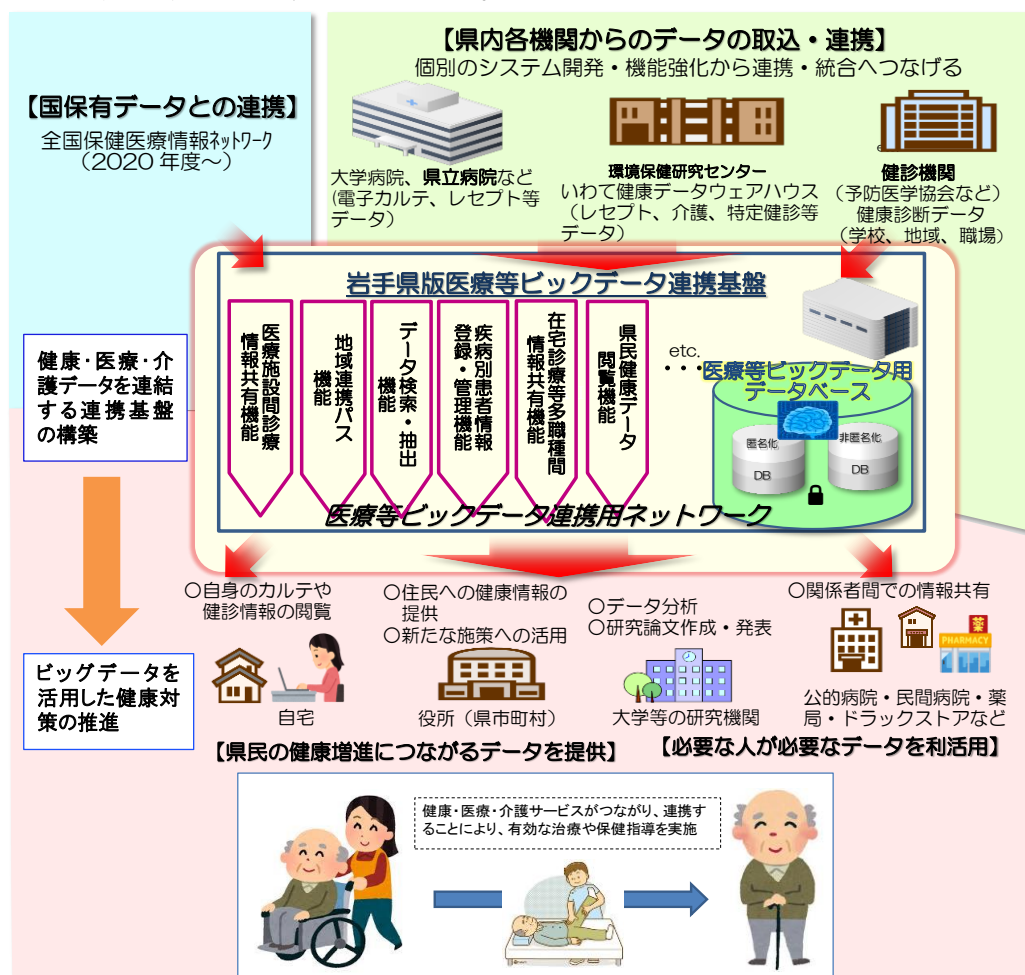 【国保有データとの連携】
全国保健医療情報ネットワーク
（2020 年度～）
【県内各機関からのデータの取込・連携】
個別のシステム開発・機能強化から連携・統合へつなげる
大学病院、県立病院など
(電子カルテ、レセプト等
データ）
環境保健研究センター
いわて健康データウェアハウス
（レセプト、介護、特定健診等
データ）
健診機関
（予防医学協会など）
健康診断データ
（学校、地域、職場）
岩手県版医療等ビックデータ連携基盤
医療施設間診療
情報共有機能
地域連携パス
機能
データ検索・抽出
機能
疾病別患者情報
登録・管理機能
在宅診療等多職種間
情報共有機能
県民健康データ
閲覧機能
etc.
・・・
医療等ビックデータ用
データベース
匿名化
DB
非匿名化
DB
医療等ビックデータ連携用ネットワーク
健康・医療・介
護データを連結
する連携基盤
の構築
ビッグデータを
活用した健康対
策の推進
〇自身のカルテや
健診情報の閲覧
自宅
〇住民への健康情報の
提供
〇新たな施策への活用
役所（県市町村）
〇データ分析
〇研究論文作成・発表
大学等の研究機関
〇関係者間での情報共有
薬
PHARMACY
公的病院・民間病院・薬
局・ドラックストアなど
【県民の健康増進につながるデータを提供】
【必要な人が必要なデータを利活用】
健康・医療・介護サービスがつながり、連携す
ることにより、有効な治療や保健指導を実施